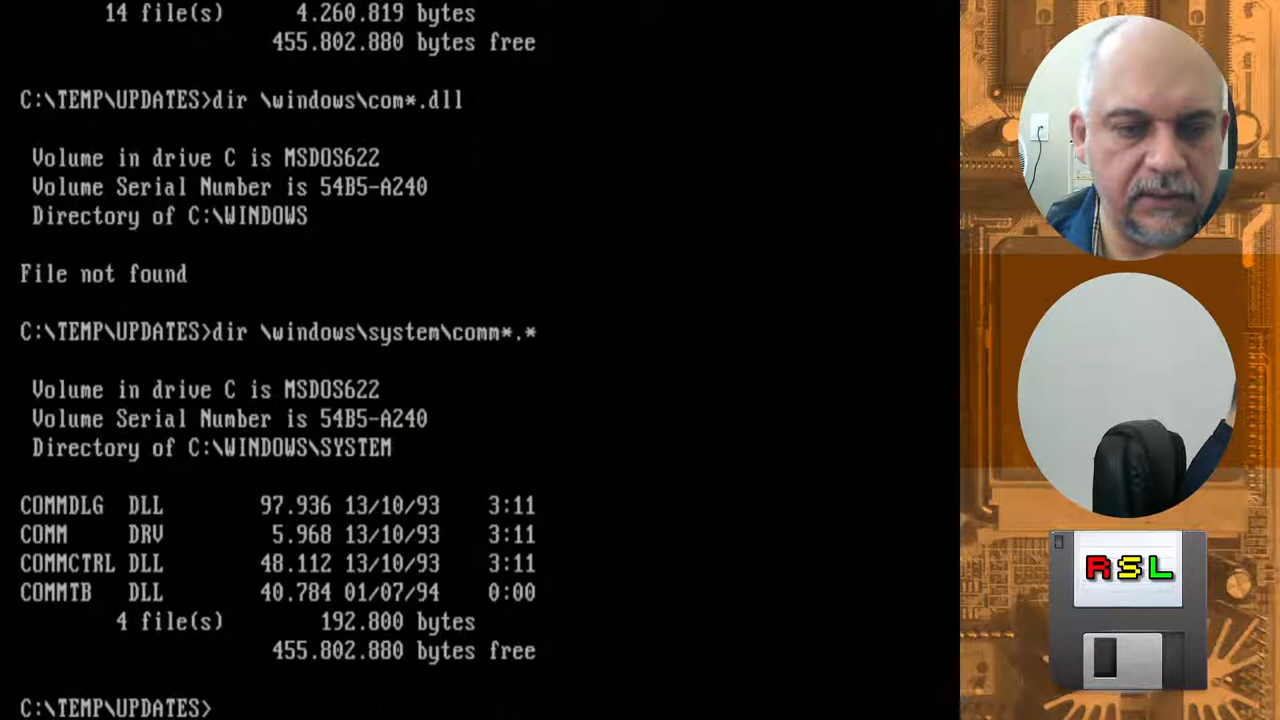 14 file(s) 4.260.819 bytes
455.802.880 bytes free
C:\TEMP\UPDATES>dir \windows\com*.dll
Volume in drive C is MSDOS622
Volume Serial Number is 54B5-A240
Directory of C:\WINDOWS
File not found
C:\TEMP\UPDATES>dir \windows\system\comm*.*
Volume in drive C is MSDOS622
Volume Serial Number is 54B5-A240
Directory of C:\WINDOWS\SYSTEM
COMMDLG DLL 97.936 13/10/93 3:11
COMM DRV 5.968 13/10/93 3:11
COMMCTRL DLL 48.112 13/10/93 3:11
COMMTB DLL 40.784 01/07/94 0:00
4 file(s) 192.800 bytes
455.802.880 bytes free
C:\TEMP\UPDATES>
RSL